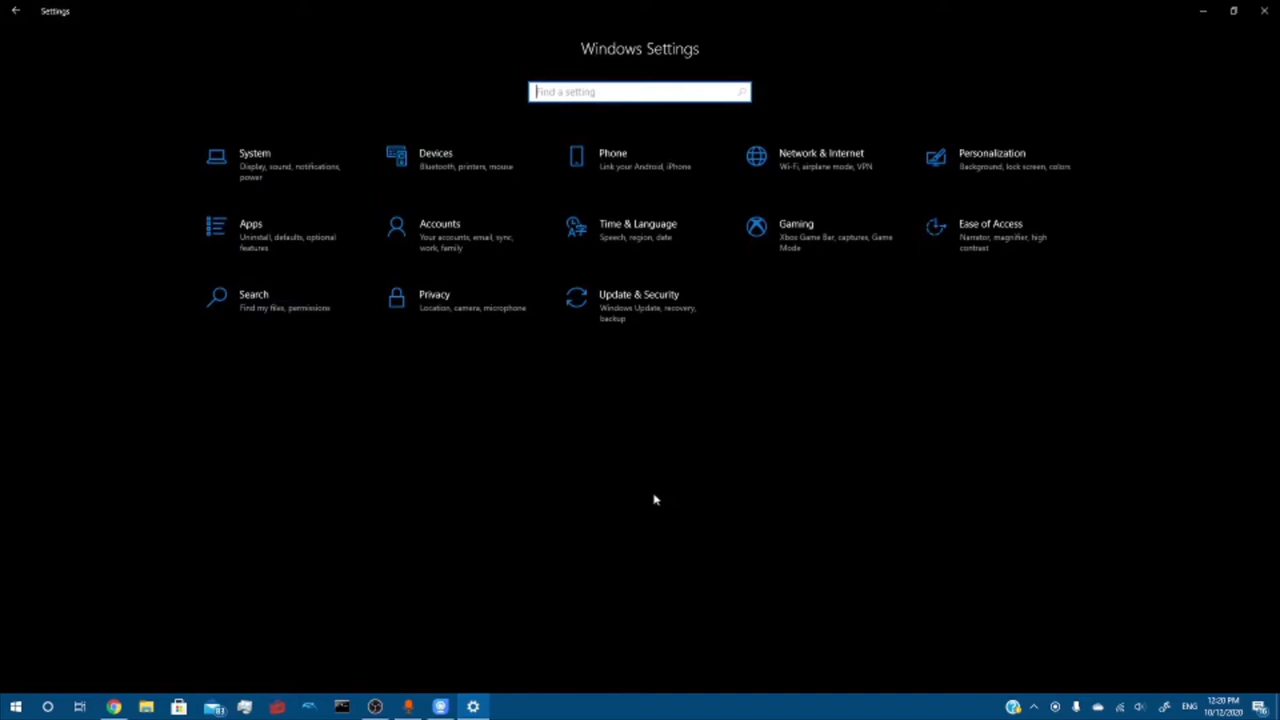 Settings
Windows Settings
Find a setting
System
Display, sound, notifications,
power
Devices
Bluetooth, printers, mouse
Phone
Link your Android, iPhone
Network & Internet
Wi-Fi, airplane mode, VPN
Personalization
Background, lock screen, colors
Apps
Uninstall, defaults, optional
features
Accounts
Your accounts, email, sync,
work, family
Time & Language
Speech, region, date
Gaming
Xbox Game Bar, captures, Game
Mode
Ease of Access
Narrator, magnifier, high
contrast
Search
Find my files, permissions
Privacy
Location, camera, microphone
Update & Security
Windows Update, recovery,
backup
ENG
12:20 PM
10/12/2020